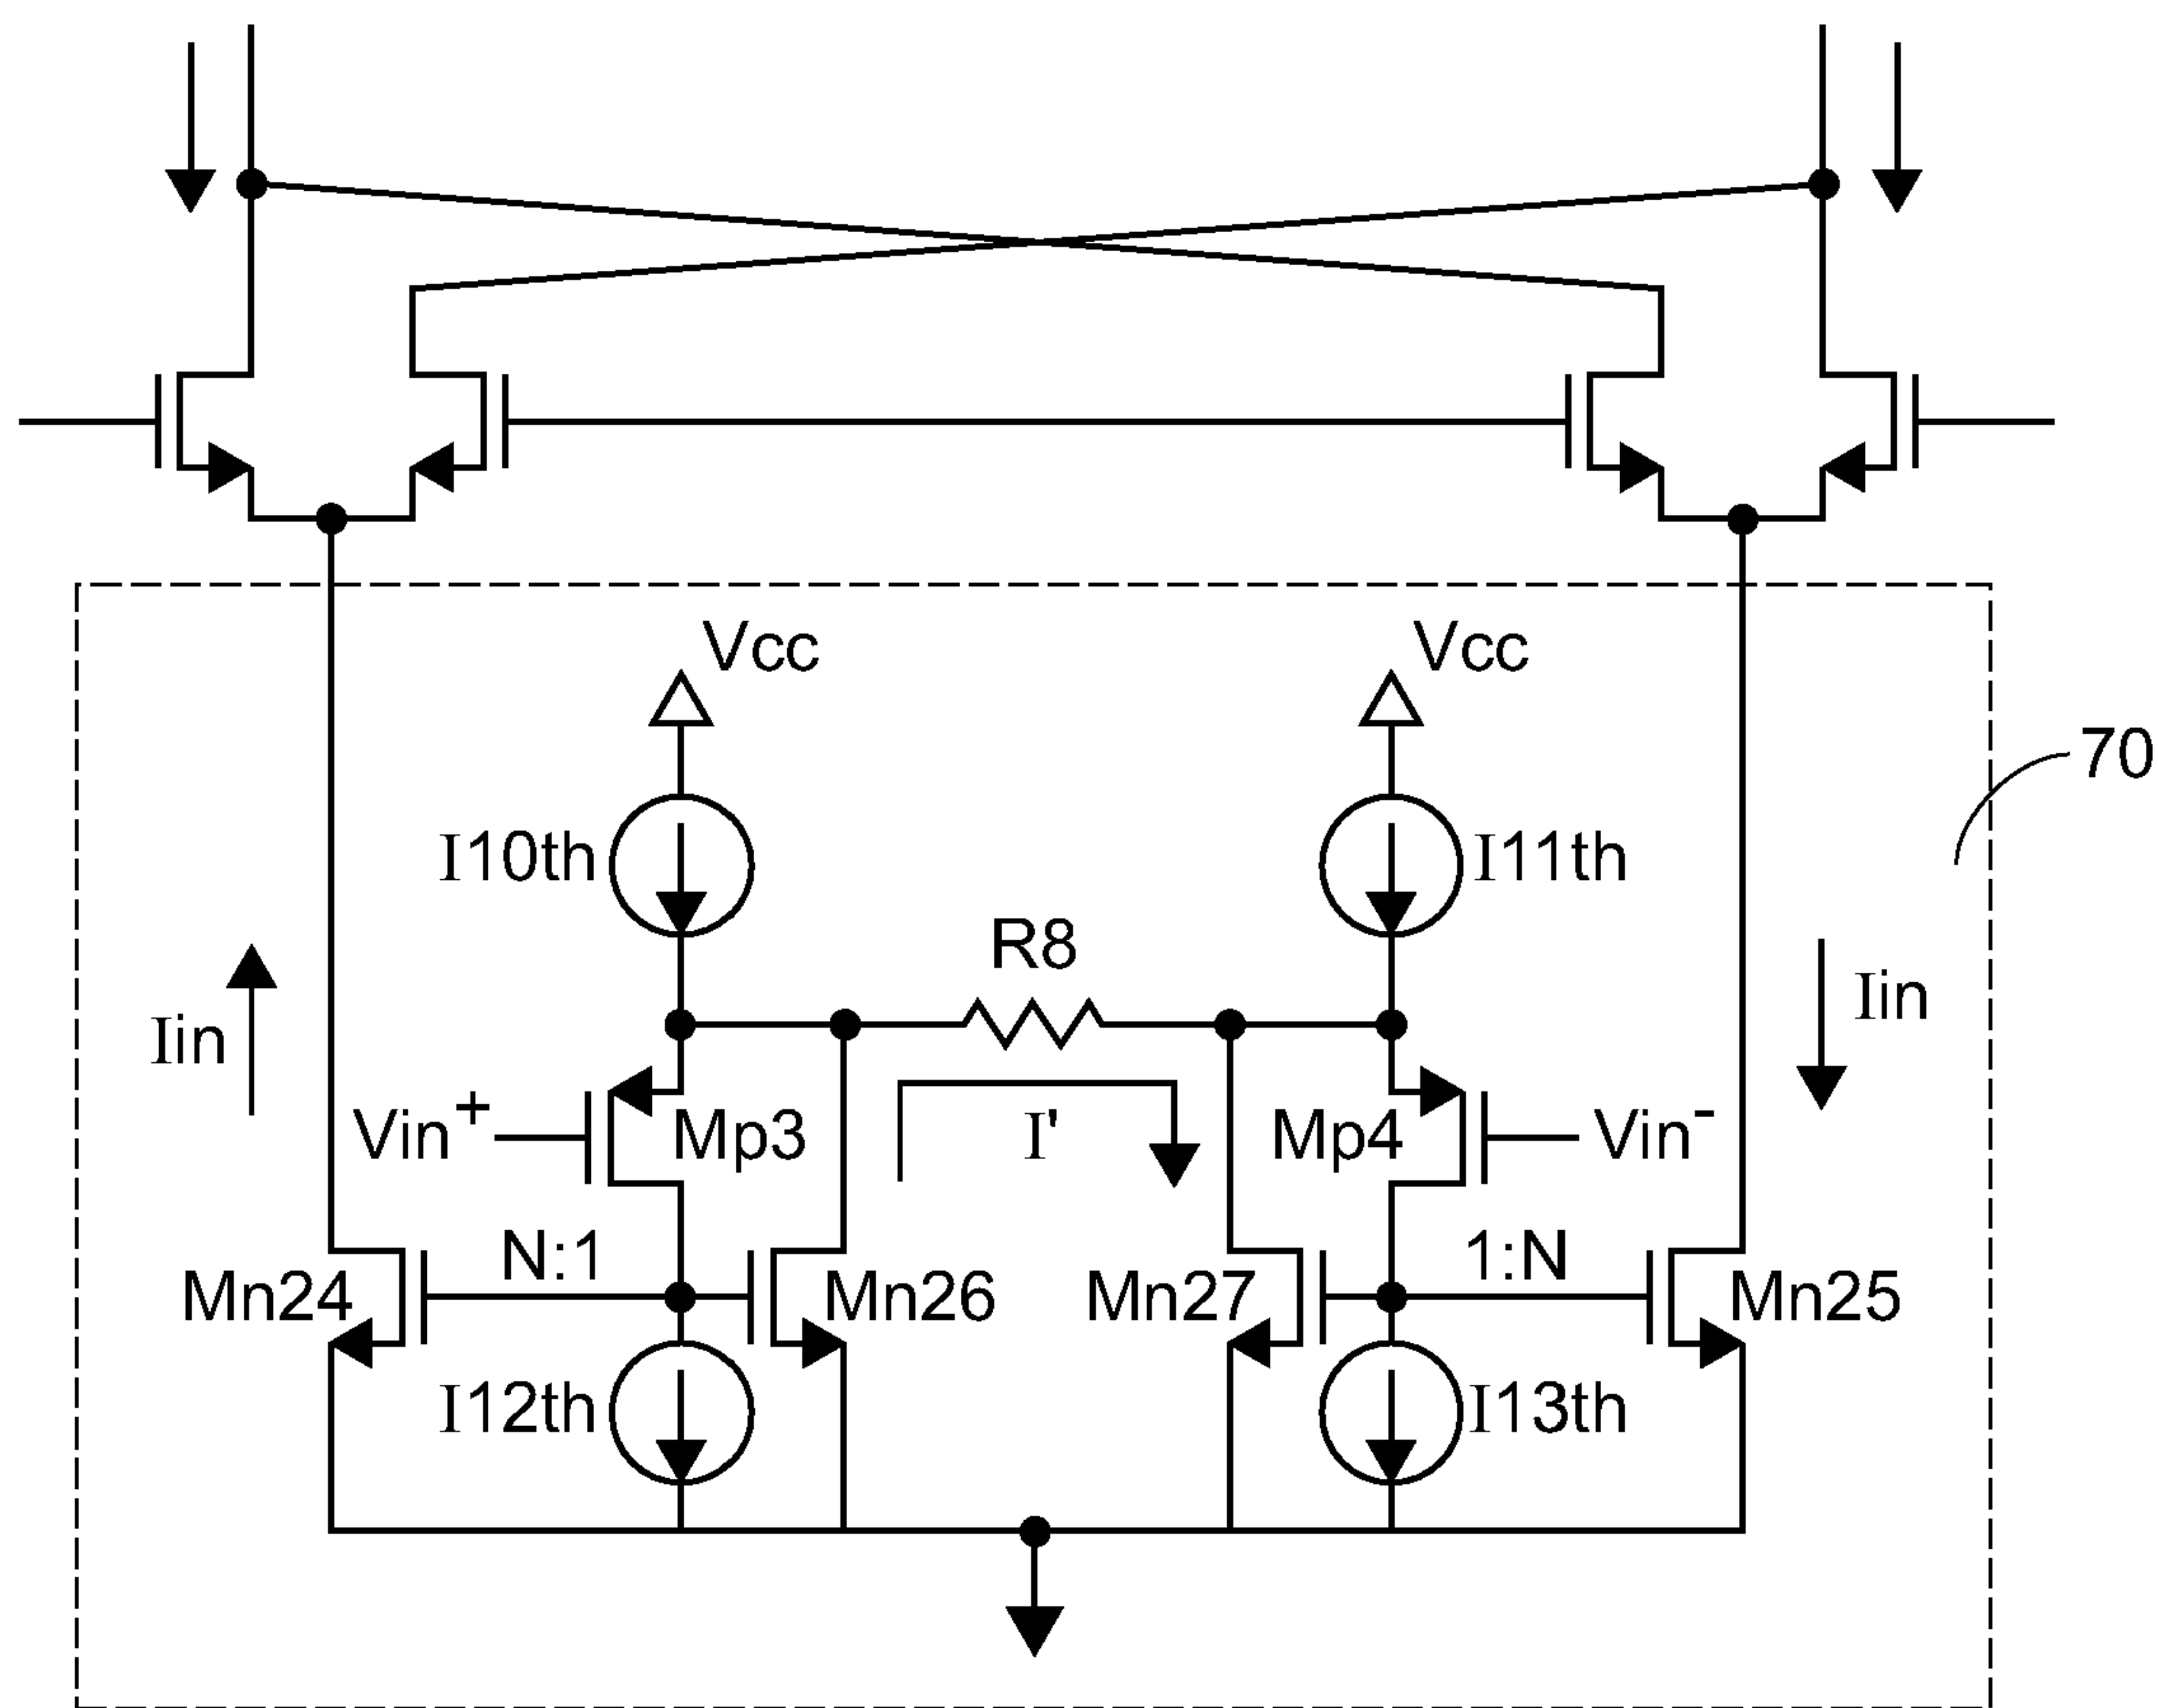 Vcc
Vcc
70
I10th
I11th
R8
Iin
Iin
Vin+
Mp3
I'
Mp4
Vin-
N:1
1:N
Mn24
Mn26
Mn27
Mn25
I12th
I13th